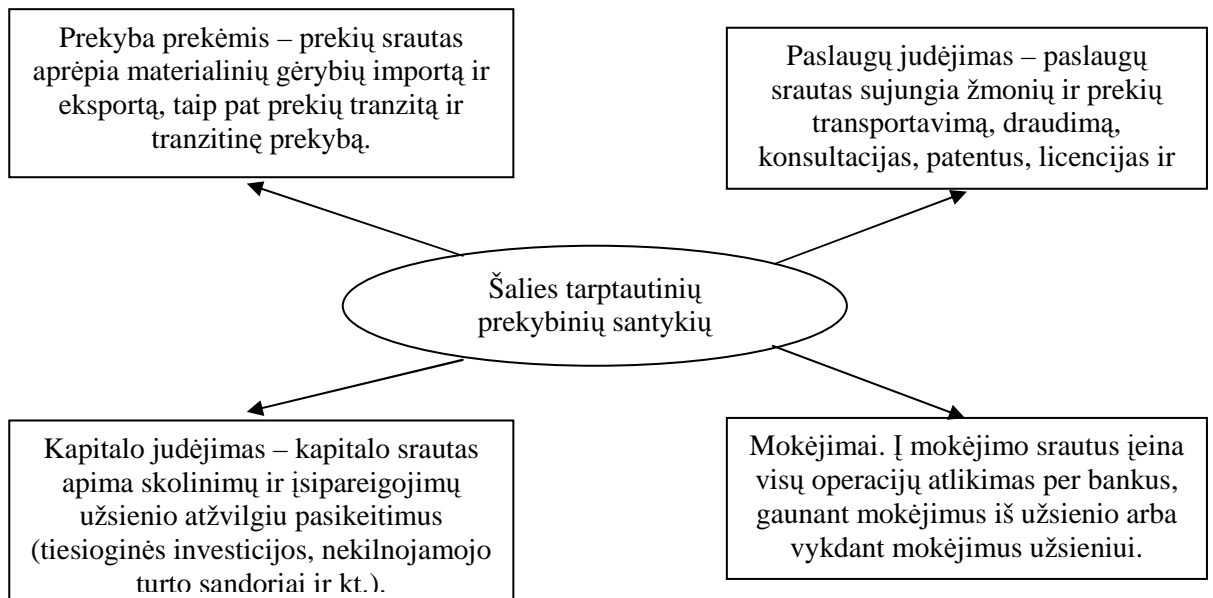 Prekyba prekėmis – prekių srautas
aprėpia materialinių gėrybių importą ir
eksportą, taip pat prekių tranzitą ir
tranzitinę prekybą.
Paslaugų judėjimas – paslaugų
srautas sujungia žmonių ir prekių
transportavimą, draudimą,
konsultacijas, patentus, licencijas ir
Šalies tarptautinių
prekybinių santykių
Kapitalo judėjimas – kapitalo srautas
apima skolinimų ir įsipareigojimų
užsienio atžvilgiu pasikeitimus
(tiesioginės investicijos, nekilnojamojo
turto sandoriai ir kt.).
Mokėjimai. Į mokėjimo srautus įeina
visų operacijų atlikimas per bankus,
gaunant mokėjimus iš užsienio arba
vykdant mokėjimus užsieniui.